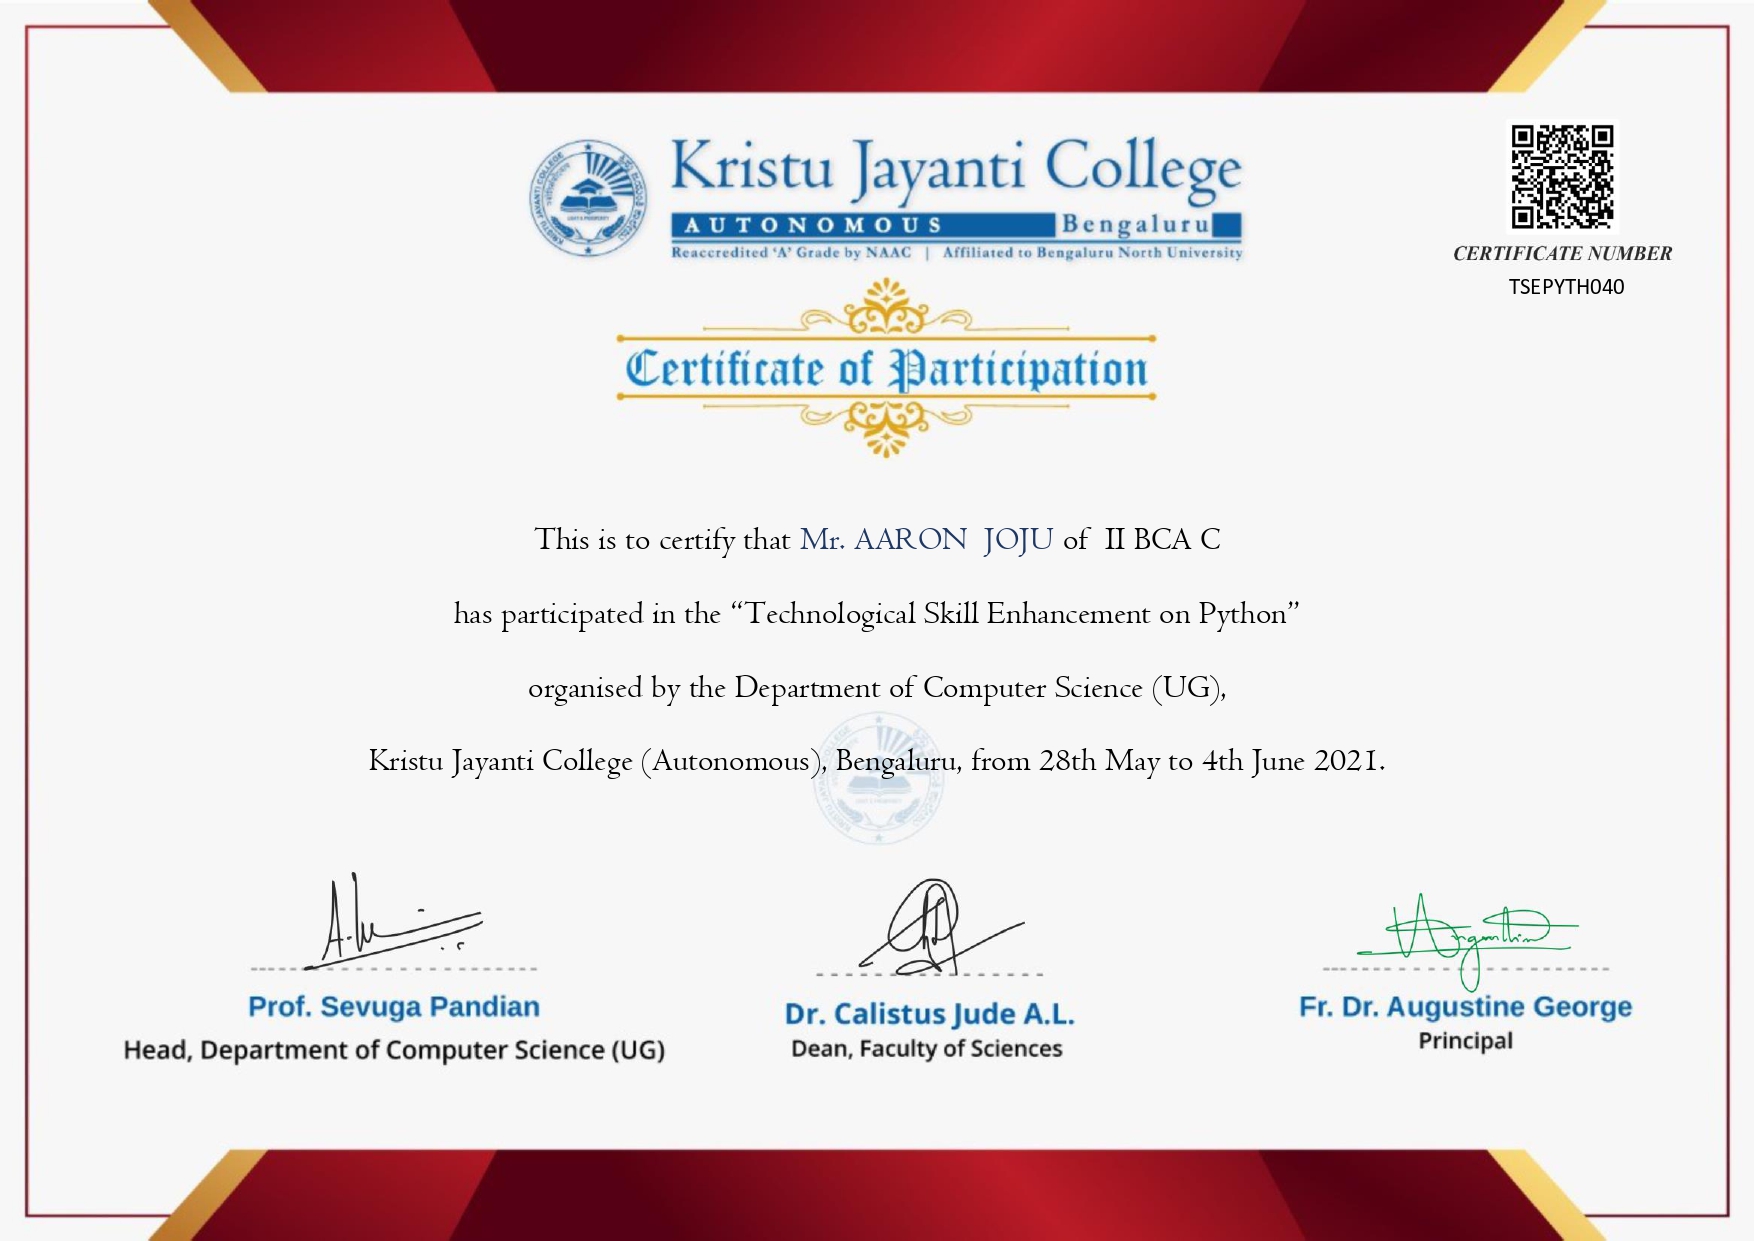 Kristu Jayanti College
AUTONOMOUS Bengaluru
Reaccredited 'A' Grade by NAAC | Affiliated to Bengaluru North University
CERTIFICATE NUMBER
TSEPYTH040
Certificate of Participation
This is to certify that Mr. AARON JOJU of II BCA C
has participated in the “Technological Skill Enhancement on Python”
organised by the Department of Computer Science (UG),
Kristu Jayanti College (Autonomous), Bengaluru, from 28th May to 4th June 2021.
Prof. Sevuga Pandian
Head, Department of Computer Science (UG)
Dr. Calistus Jude A.L.
Dean, Faculty of Sciences
Fr. Dr. Augustine George
Principal